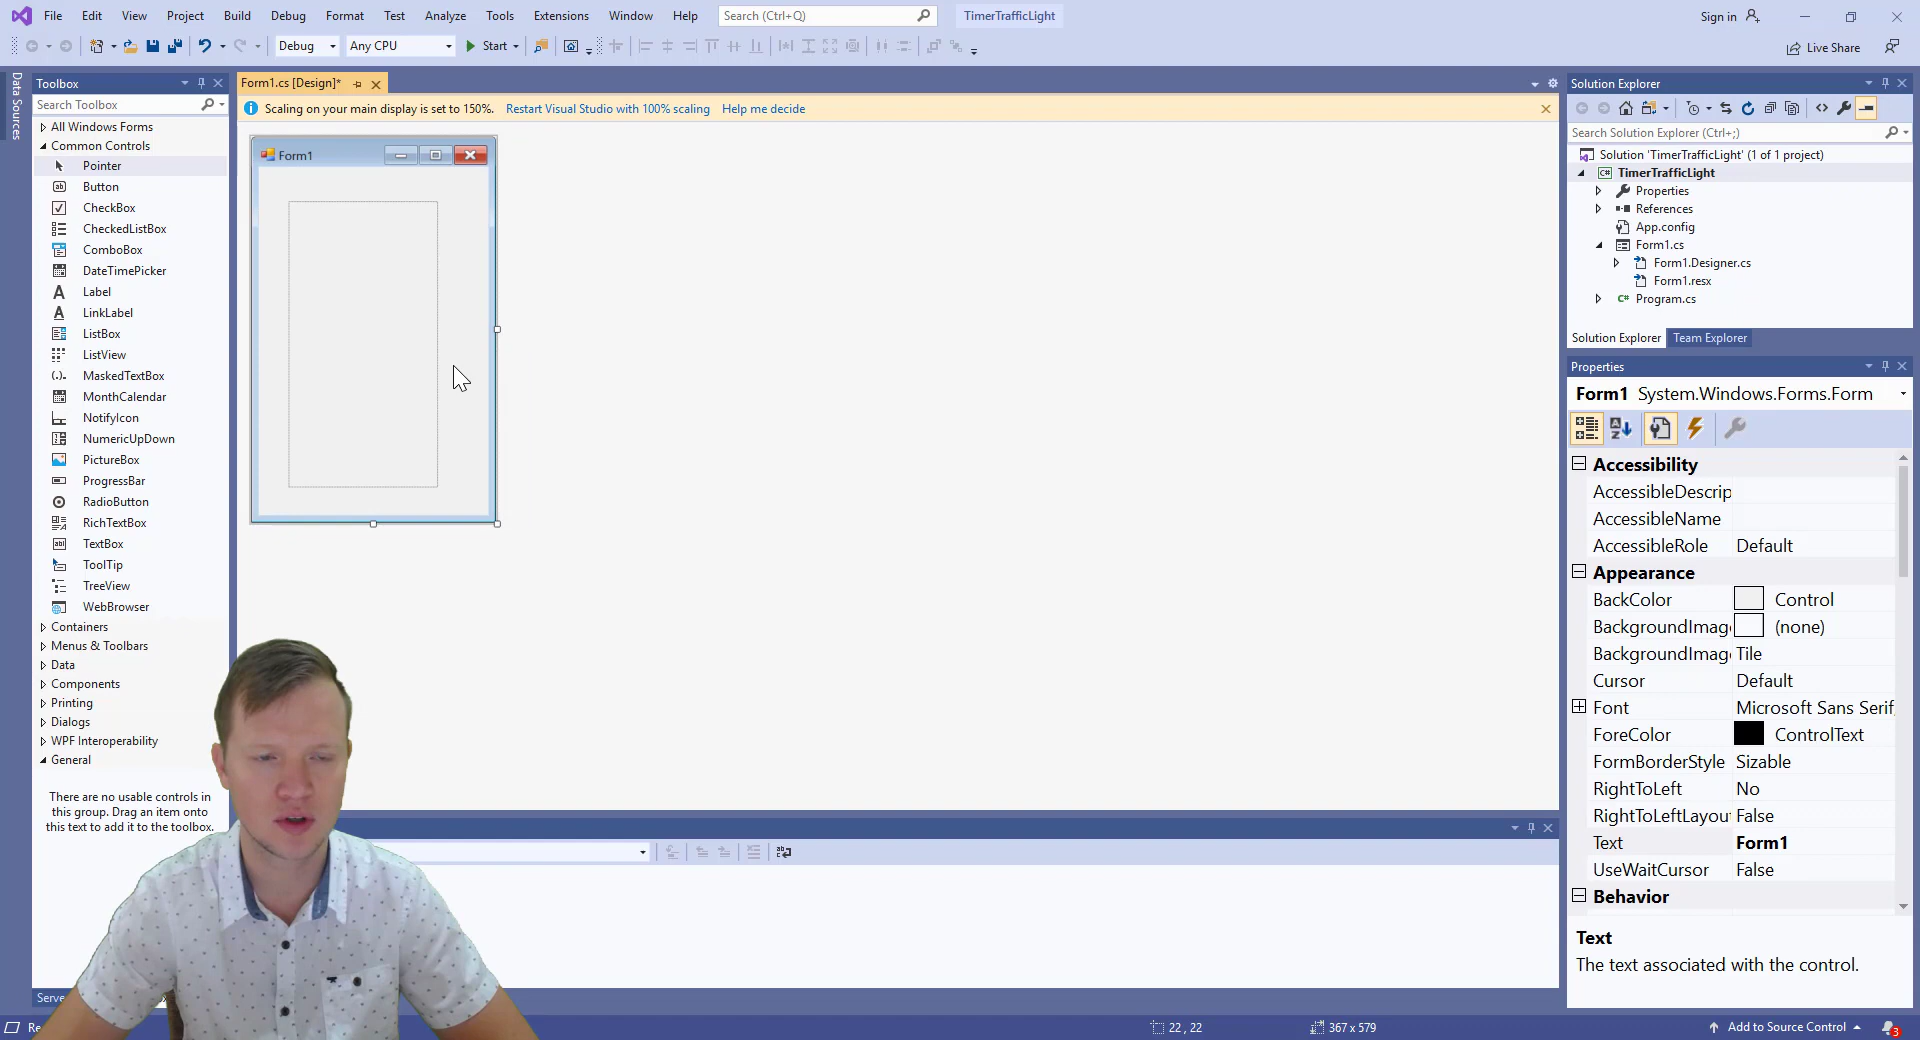 File Edit View Project Build Debug Format Test Analyze Tools Extensions Window Help Search (Ctrl+Q) TimerTrafficLight Sign in
Debug Any CPU Start Live Share
Data Sources
Toolbox
Search Toolbox
All Windows Forms
Common Controls
Pointer
Button
CheckBox
CheckedListBox
ComboBox
DateTimePicker
Label
LinkLabel
ListBox
ListView
MaskedTextBox
MonthCalendar
NotifyIcon
NumericUpDown
PictureBox
ProgressBar
RadioButton
RichTextBox
TextBox
ToolTip
TreeView
WebBrowser
Containers
Menus & Toolbars
Data
Components
Printing
Dialogs
WPF Interoperability
General
There are no usable controls in
this group. Drag an item onto
this text to add it to the toolbox.
Form1.cs [Design]*
Scaling on your main display is set to 150%. Restart Visual Studio with 100% scaling Help me decide
Form1
Solution Explorer
Search Solution Explorer (Ctrl+;)
Solution 'TimerTrafficLight' (1 of 1 project)
TimerTrafficLight
Properties
References
App.config
Form1.cs
Form1.Designer.cs
Form1.resx
Program.cs
Solution Explorer Team Explorer
Properties
Form1 System.Windows.Forms.Form
Accessibility
AccessibleDescrip
AccessibleName
AccessibleRole Default
Appearance
BackColor Control
BackgroundImag (none)
BackgroundImag Tile
Cursor Default
Font Microsoft Sans Serif,
ForeColor ControlText
FormBorderStyle Sizable
RightToLeft No
RightToLeftLayou False
Text Form1
UseWaitCursor False
Behavior
Text
The text associated with the control.
22 , 22 367 x 579 Add to Source Control 3